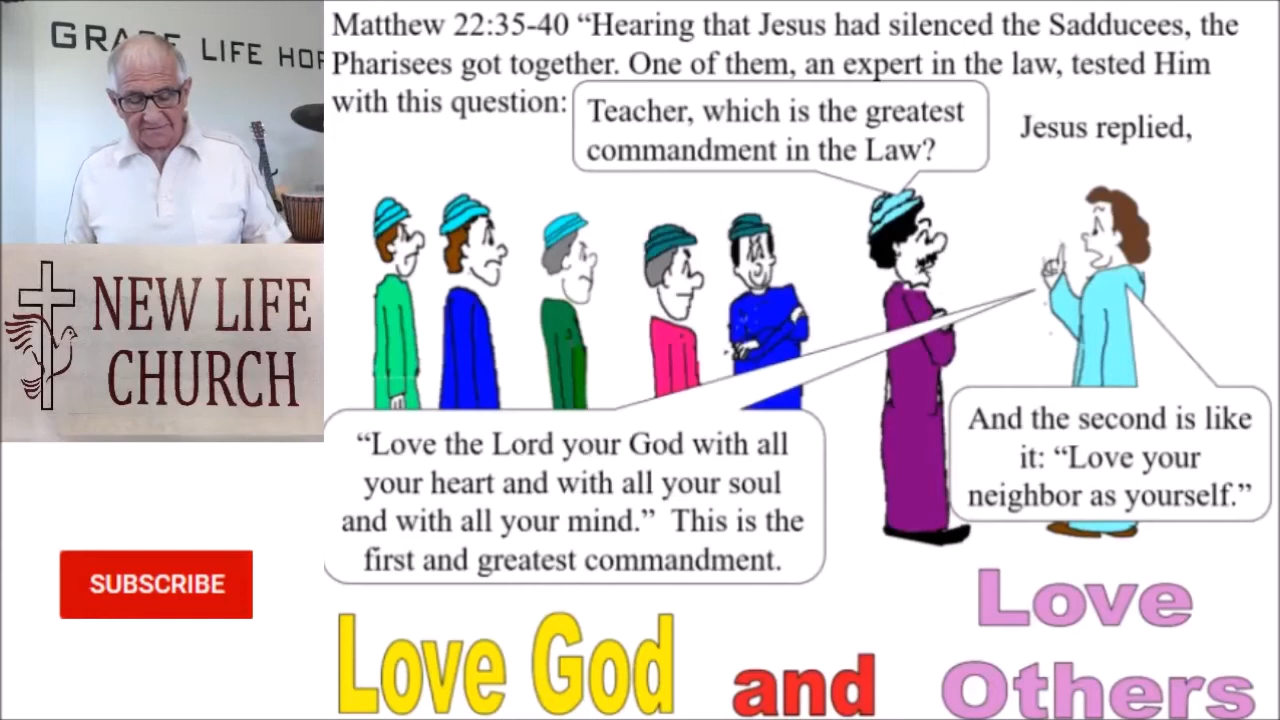 GRACE LIFE HOP
NEW LIFE
CHURCH
SUBSCRIBE
Matthew 22:35-40 “Hearing that Jesus had silenced the Sadducees, the
Pharisees got together. One of them, an expert in the law, tested Him
with this question:
Teacher, which is the greatest
commandment in the Law?
Jesus replied,
“Love the Lord your God with all
your heart and with all your soul
and with all your mind.” This is the
first and greatest commandment.
And the second is like
it: “Love your
neighbor as yourself.”
Love God
and
Love
Others